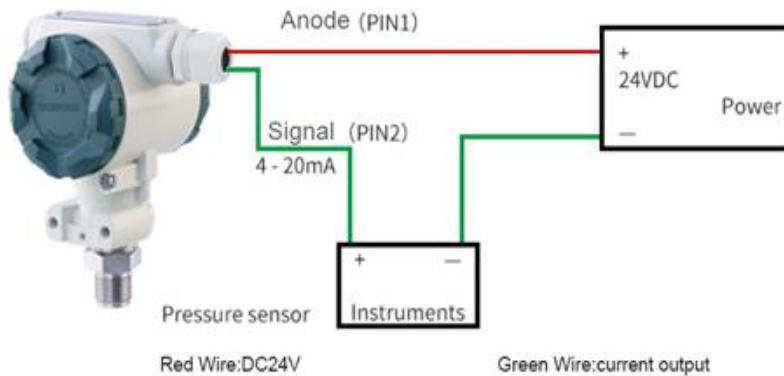 Anode (PIN1)
+
24VDC
Power
—
Signal (PIN2)
4 - 20mA
+ —
Pressure sensor
Instruments
Red Wire:DC24V
Green Wire:current output